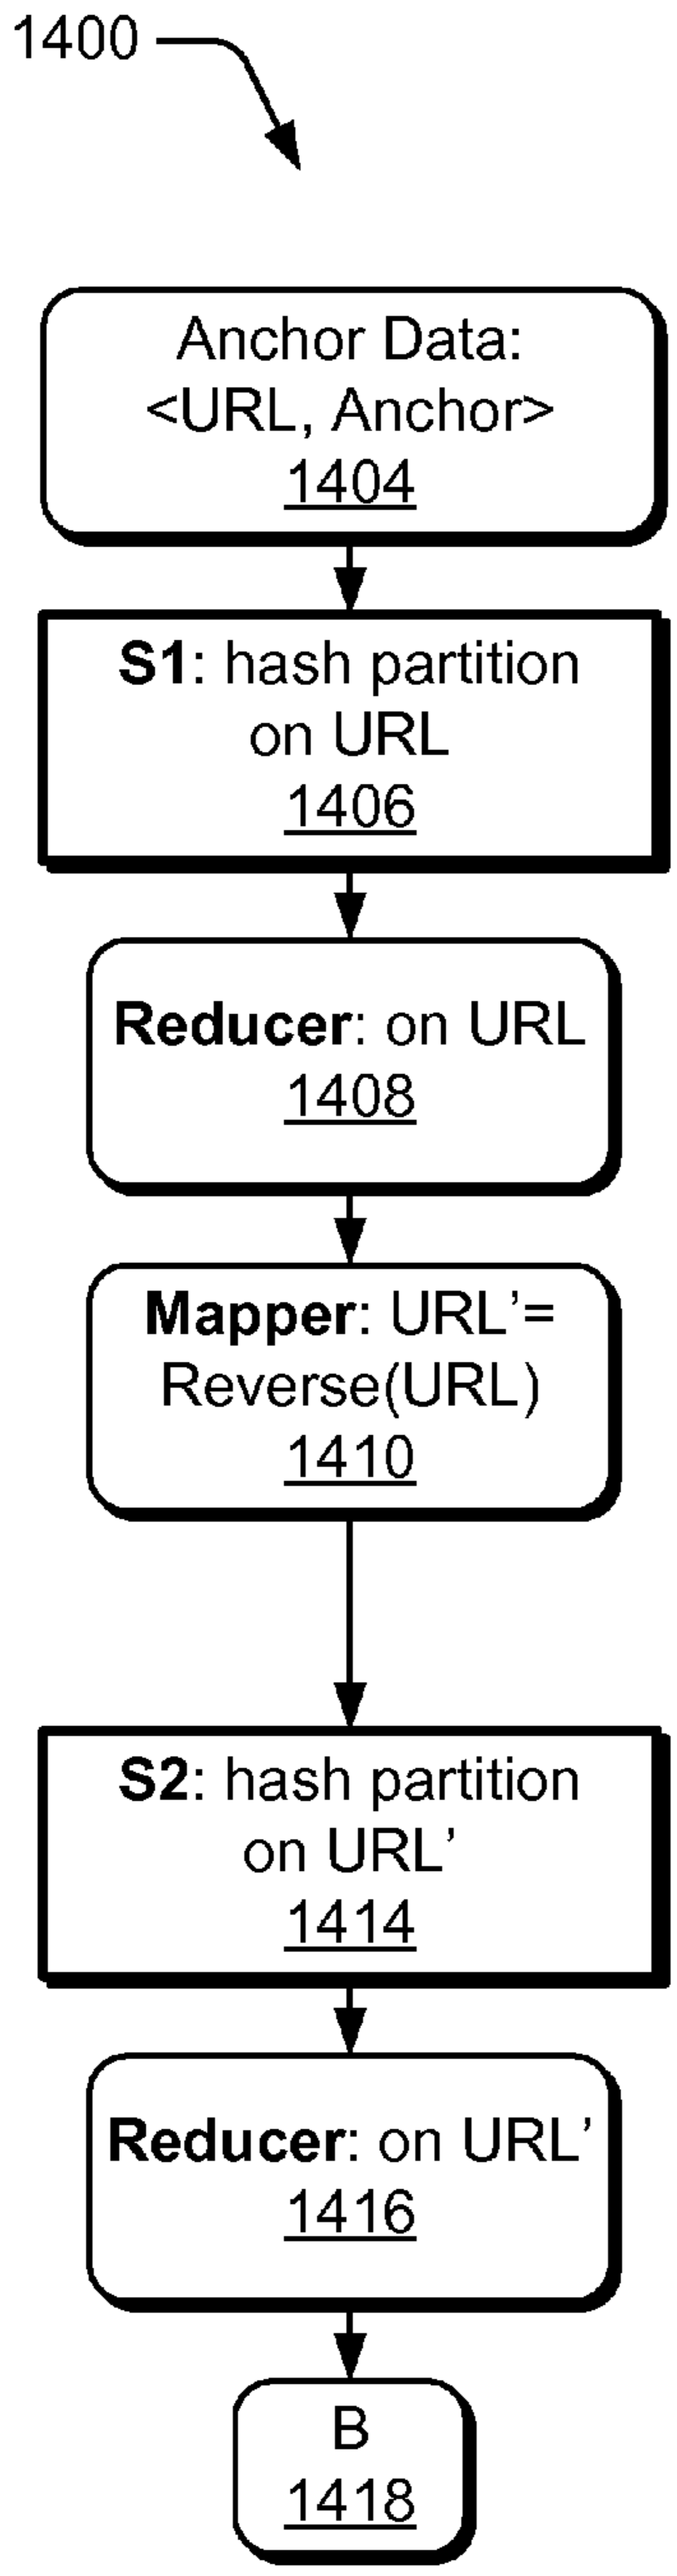 1400
Anchor Data:
<URL, Anchor>
1404
S1: hash partition
on URL
1406
Reducer: on URL
1408
Mapper: URL’=
Reverse(URL)
1410
S2: hash partition
on URL’
1414
Reducer: on URL’
1416
B
1418